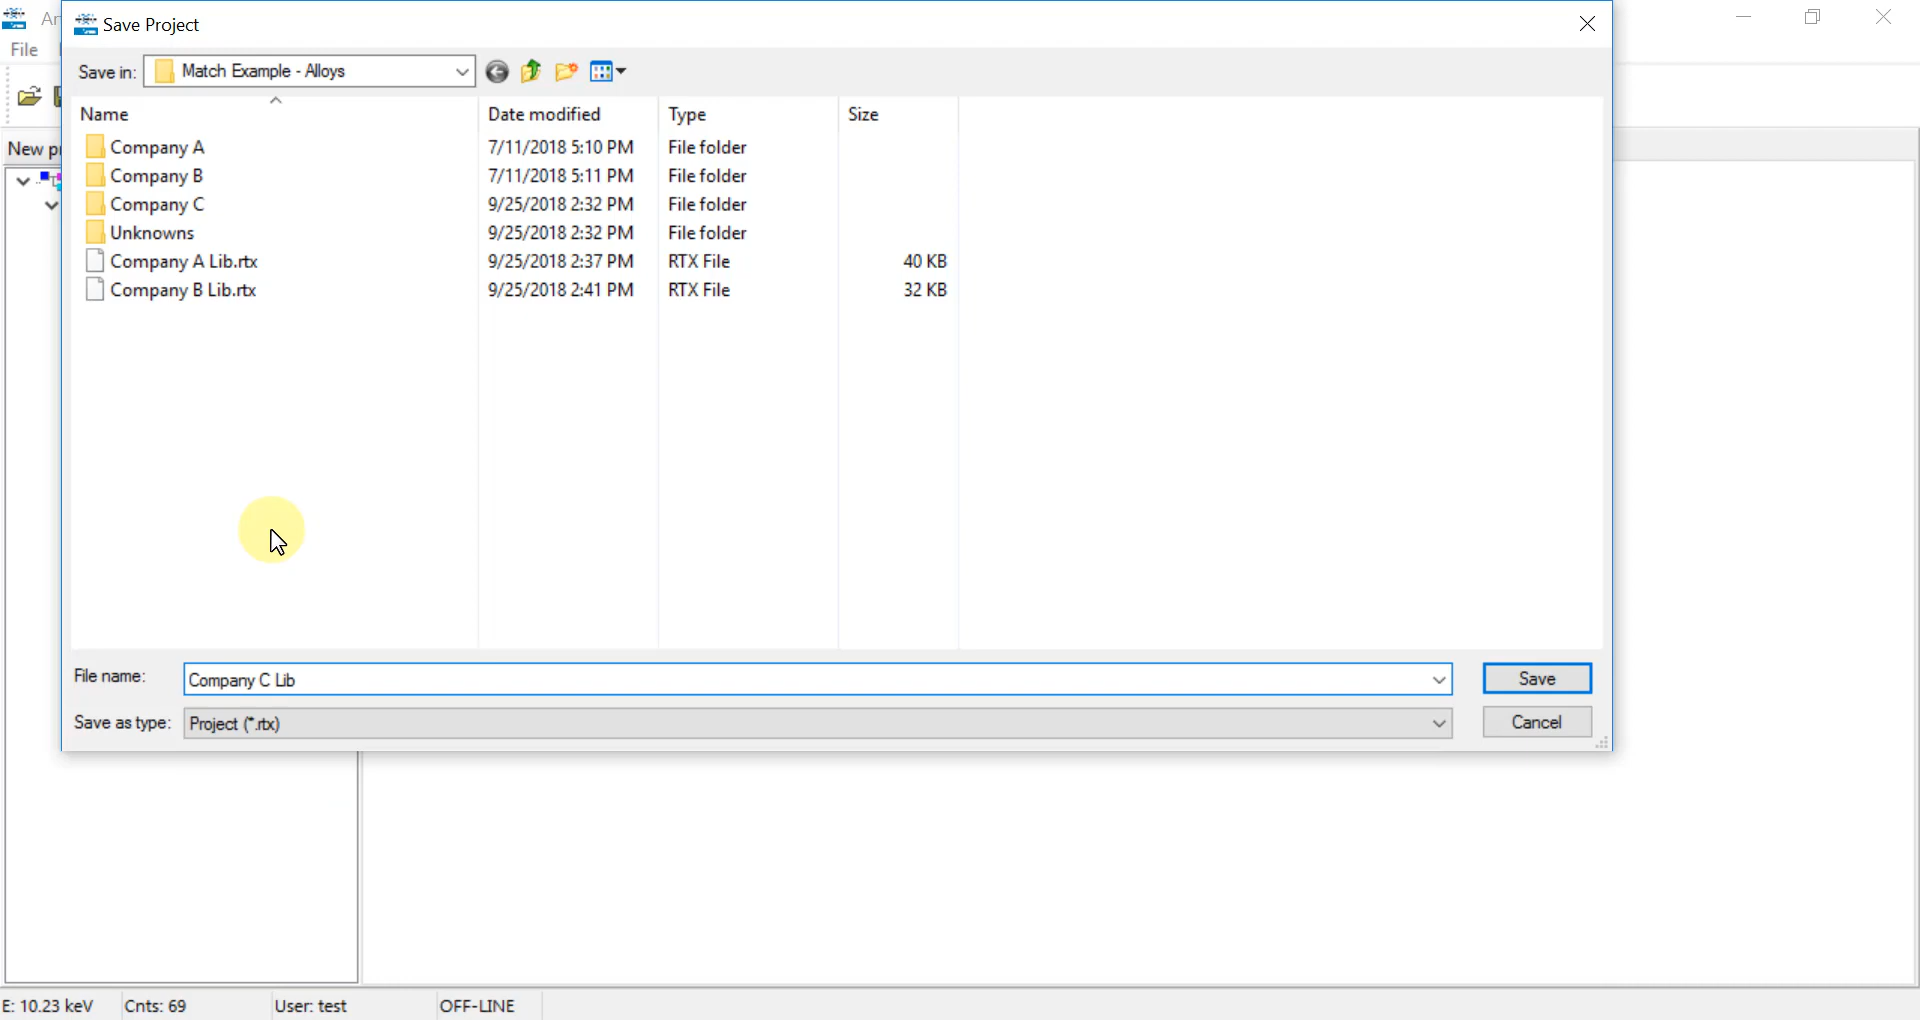 Save Project
File
Save in: Match Example - Alloys
Name Date modified Type Size
Company A 7/11/2018 5:10 PM File folder
Company B 7/11/2018 5:11 PM File folder
Company C 9/25/2018 2:32 PM File folder
Unknowns 9/25/2018 2:32 PM File folder
Company A Lib.rtx 9/25/2018 2:37 PM RTX File 40 KB
Company B Lib.rtx 9/25/2018 2:41 PM RTX File 32 KB
New
File name: Company C Lib Save
Save as type: Project (*.rtx) Cancel
E: 10.23 keV Cnts: 69 User: test OFF-LINE